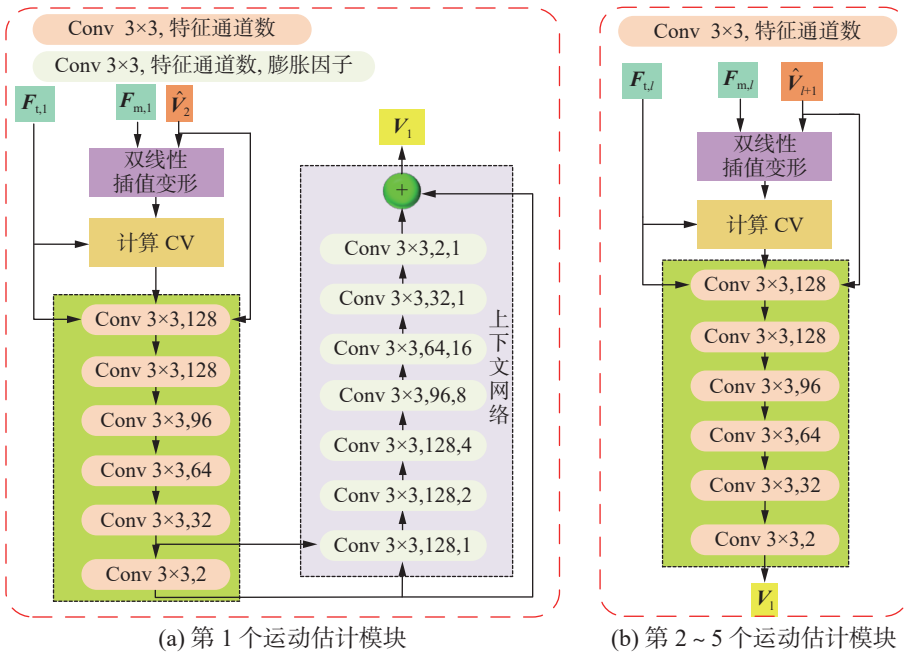 Conv 3×3, 特征通道数
Conv 3×3, 特征通道数, 膨胀因子
F_{t,1}
F_{m,1}
V̂_2
双线性
插值变形
计算 CV
Conv 3×3,128
Conv 3×3,128
Conv 3×3,96
Conv 3×3,64
Conv 3×3,32
Conv 3×3,2
V_1
+
Conv 3×3,2,1
Conv 3×3,32,1
Conv 3×3,64,16
Conv 3×3,96,8
Conv 3×3,128,4
Conv 3×3,128,2
Conv 3×3,128,1
上下文网络
(a) 第 1 个运动估计模块
Conv 3×3, 特征通道数
F_{t,l}
F_{m,l}
V̂_{l+1}
双线性
插值变形
计算 CV
Conv 3×3,128
Conv 3×3,128
Conv 3×3,96
Conv 3×3,64
Conv 3×3,32
Conv 3×3,2
V_1
(b) 第 2 ~ 5 个运动估计模块